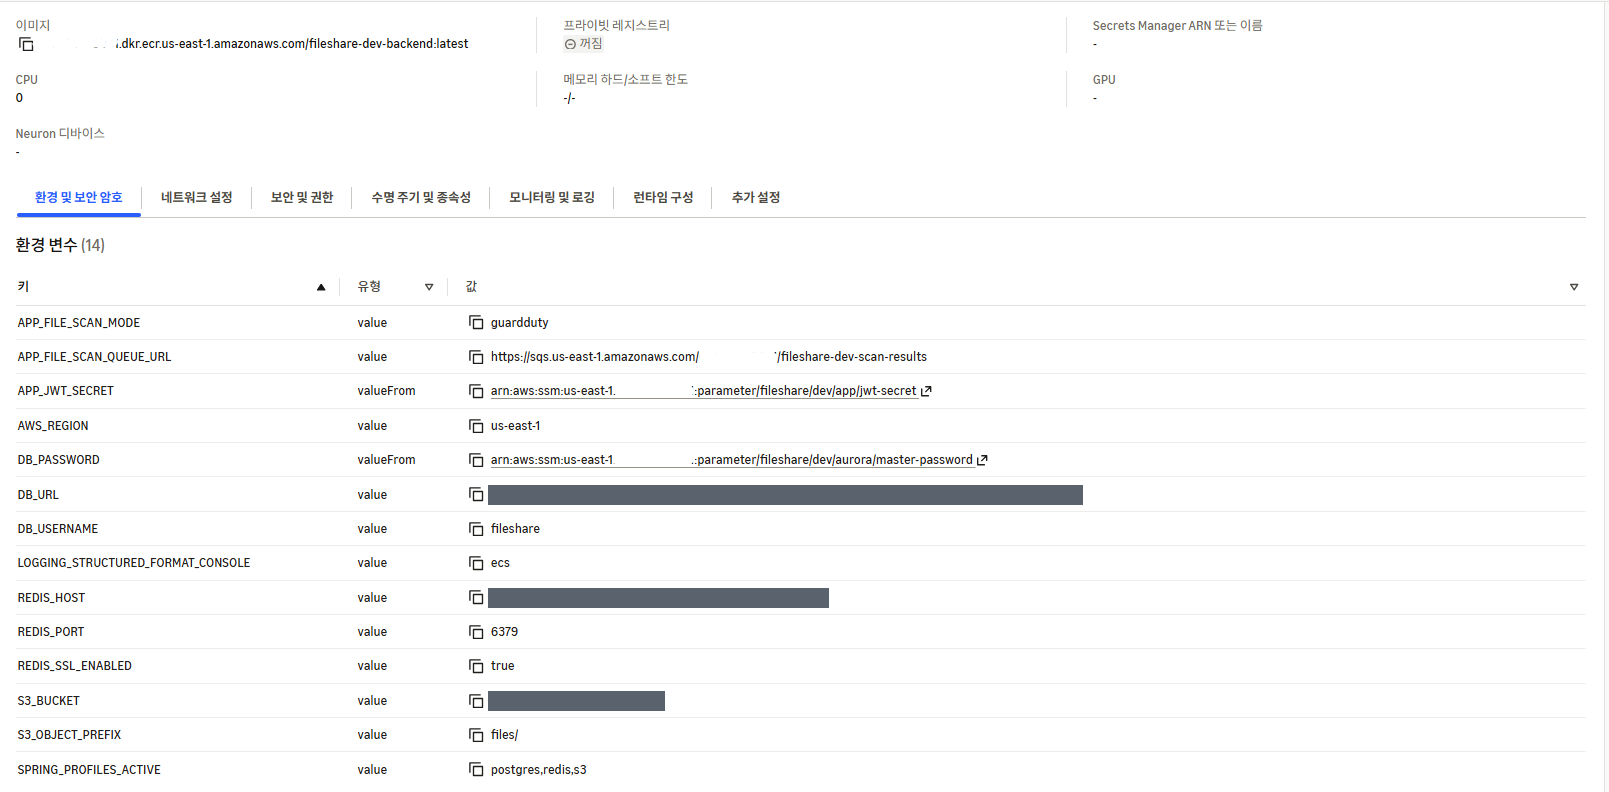 이미지
.dkr.ecr.us-east-1.amazonaws.com/fileshare-dev-backend:latest
프라이빗 레지스트리
꺼짐
Secrets Manager ARN 또는 이름
-
CPU
0
메모리 하드/소프트 한도
-/-
GPU
-
Neuron 디바이스
-
환경 및 보안 암호 네트워크 설정 보안 및 권한 수명 주기 및 종속성 모니터링 및 로깅 런타임 구성 추가 설정
환경 변수 (14)
키 유형 값
APP_FILE_SCAN_MODE value guardduty
APP_FILE_SCAN_QUEUE_URL value https://sqs.us-east-1.amazonaws.com/ /fileshare-dev-scan-results
APP_JWT_SECRET valueFrom arn:aws:ssm:us-east-1 :parameter/fileshare/dev/app/jwt-secret
AWS_REGION value us-east-1
DB_PASSWORD valueFrom arn:aws:ssm:us-east-1 :parameter/fileshare/dev/aurora/master-password
DB_URL value
DB_USERNAME value fileshare
LOGGING_STRUCTURED_FORMAT_CONSOLE value ecs
REDIS_HOST value
REDIS_PORT value 6379
REDIS_SSL_ENABLED value true
S3_BUCKET value
S3_OBJECT_PREFIX value files/
SPRING_PROFILES_ACTIVE value postgres,redis,s3